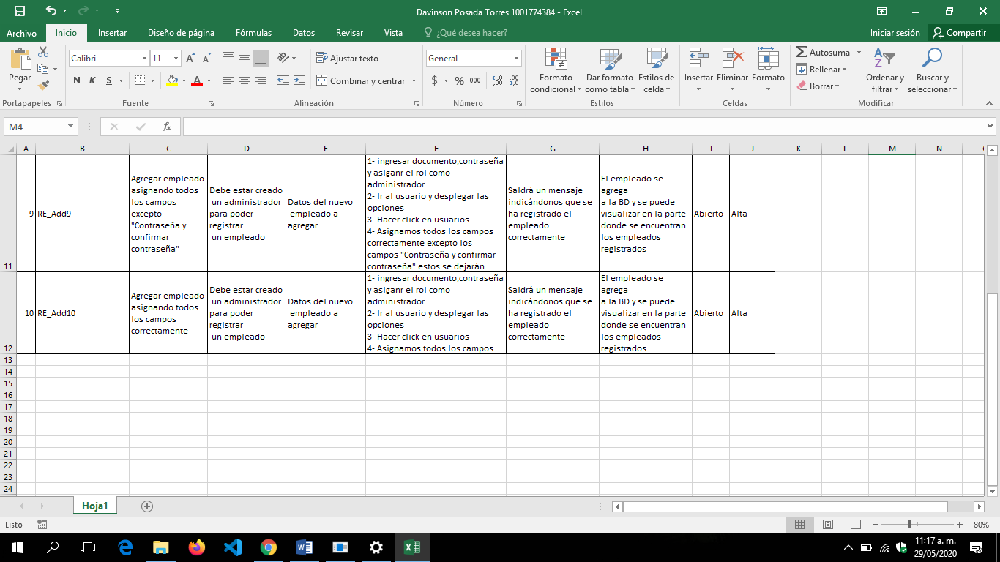 Davinson Posada Torres 1001774384 - Excel
Archivo Inicio Insertar Diseño de página Fórmulas Datos Revisar Vista ¿Qué desea hacer? Iniciar sesión Compartir
Pegar
Calibri 11
N K S
Ajustar texto
Combinar y centrar
General
$ % 000
Formato
condicional
Dar formato
como tabla
Estilos de
celda
Insertar Eliminar Formato
Autosuma
Rellenar
Borrar
Ordenar y
filtrar
Buscar y
seleccionar
Portapapeles Fuente Alineación Número Estilos Celdas Modificar
M4
fx
A B C D E F G H I J K L M N
11
9
RE_Add9
Agregar empleado
asignando todos
los campos
excepto
"Contraseña y
confirmar
contraseña"
Debe estar creado
un administrador
para poder
registrar
un empleado
Datos del nuevo
empleado a
agregar
1- ingresar documento,contraseña
y asiganr el rol como
administrador
2- Ir al usuario y desplegar las
opciones
3- Hacer click en usuarios
4- Asignamos todos los campos
correctamente excepto los
campos "Contraseña y confirmar
contraseña" estos se dejarán
Saldrá un mensaje
indicándonos que se
ha registrado el
empleado
correctamente
El empleado se
agrega
a la BD y se puede
visualizar en la parte
donde se encuentran
los empleados
registrados
Abierto
Alta
12
10
RE_Add10
Agregar empleado
asignando todos
los campos
correctamente
Debe estar creado
un administrador
para poder
registrar
un empleado
Datos del nuevo
empleado a
agregar
1- ingresar documento,contraseña
y asiganr el rol como
administrador
2- Ir al usuario y desplegar las
opciones
3- Hacer click en usuarios
4- Asignamos todos los campos
Saldrá un mensaje
indicándonos que se
ha registrado el
empleado
correctamente
El empleado se
agrega
a la BD y se puede
visualizar en la parte
donde se encuentran
los empleados
registrados
Abierto
Alta
13
14
15
16
17
18
19
20
21
22
23
24
Hoja1
Listo
80%
11:17 a. m.
29/05/2020